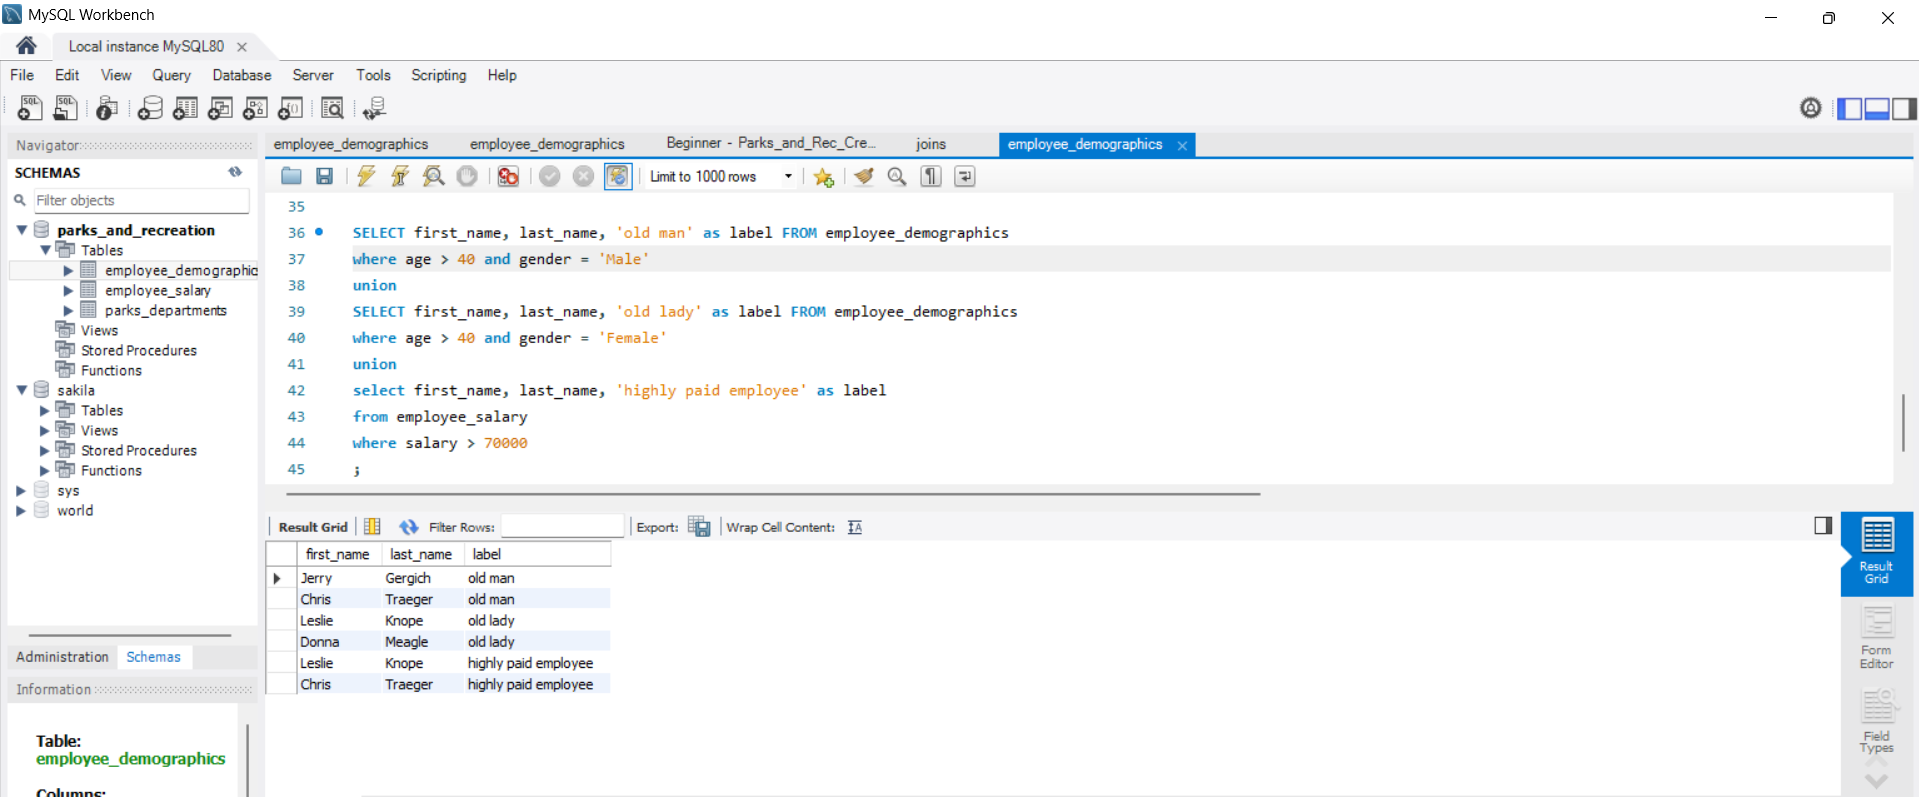 MySQL Workbench
Local instance MySQL80
File Edit View Query Database Server Tools Scripting Help
Navigator
SCHEMAS
Filter objects
parks_and_recreation
Tables
employee_demographic
employee_salary
parks_departments
Views
Stored Procedures
Functions
sakila
Tables
Views
Stored Procedures
Functions
sys
world
Administration Schemas
Information
Table:
employee_demographics
Columns:
employee_demographics employee_demographics Beginner - Parks_and_Rec_Cre... joins employee_demographics
Limit to 1000 rows
35
36 SELECT first_name, last_name, 'old man' as label FROM employee_demographics
37 where age > 40 and gender = 'Male'
38 union
39 SELECT first_name, last_name, 'old lady' as label FROM employee_demographics
40 where age > 40 and gender = 'Female'
41 union
42 select first_name, last_name, 'highly paid employee' as label
43 from employee_salary
44 where salary > 70000
45 ;
Result Grid Filter Rows: Export: Wrap Cell Content:
first_name last_name label
Jerry Gergich old man
Chris Traeger old man
Leslie Knope old lady
Donna Meagle old lady
Leslie Knope highly paid employee
Chris Traeger highly paid employee
Result
Grid
Form
Editor
Field
Types